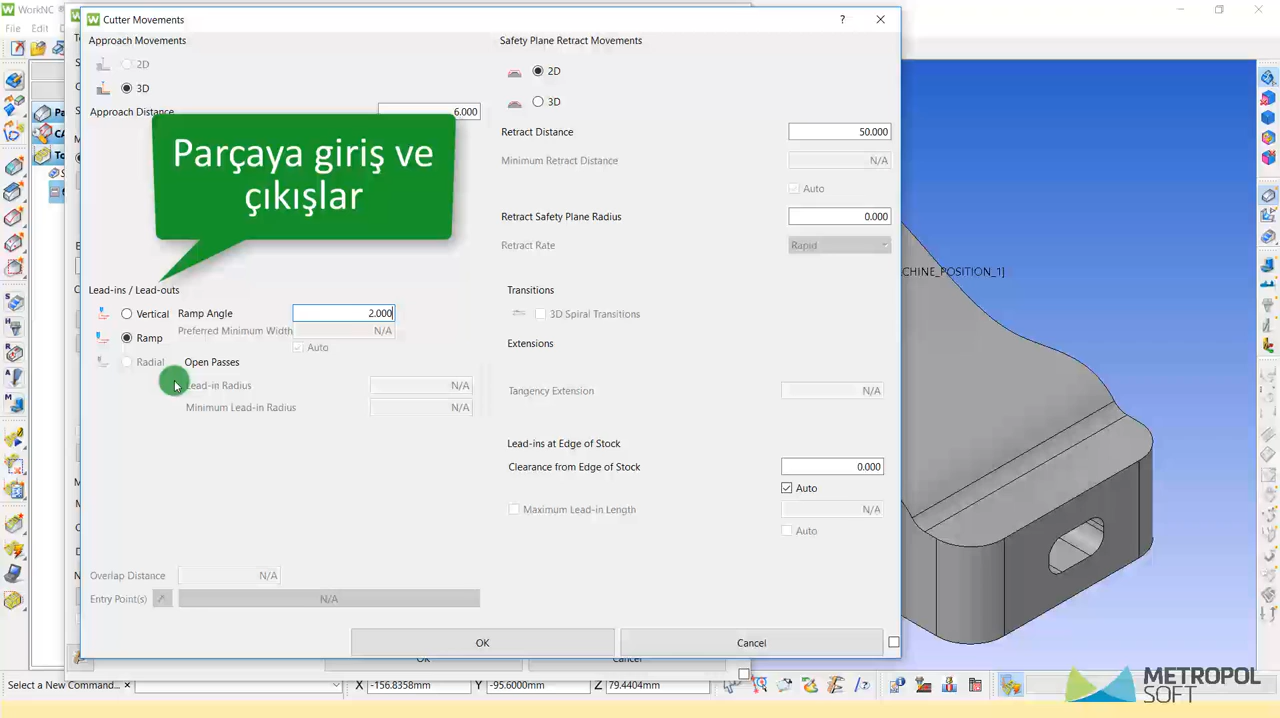 WorkNC
File Edit
Cutter Movements
?
Approach Movements
2D
3D
Approach Distance 6.000
Parçaya giriş ve
çıkışlar
Lead-ins / Lead-outs
Vertical Ramp Angle 2.000
Preferred Minimum Width N/A
Ramp
Auto
Radial Open Passes
Lead-in Radius N/A
Minimum Lead-in Radius N/A
Overlap Distance N/A
Entry Point(s) N/A
Safety Plane Retract Movements
2D
3D
Retract Distance 50.000
Minimum Retract Distance N/A
Auto
Retract Safety Plane Radius 0.000
Retract Rate Rapid
Transitions
3D Spiral Transitions
Extensions
Tangency Extension N/A
Lead-ins at Edge of Stock
Clearance from Edge of Stock 0.000
Auto
Maximum Lead-in Length N/A
Auto
OK Cancel
OK Cancel
CHINE_POSITION_1]
Select a New Command... X -156.8358mm Y -95.6000mm Z 79.4404mm
METROPOL
SOFT